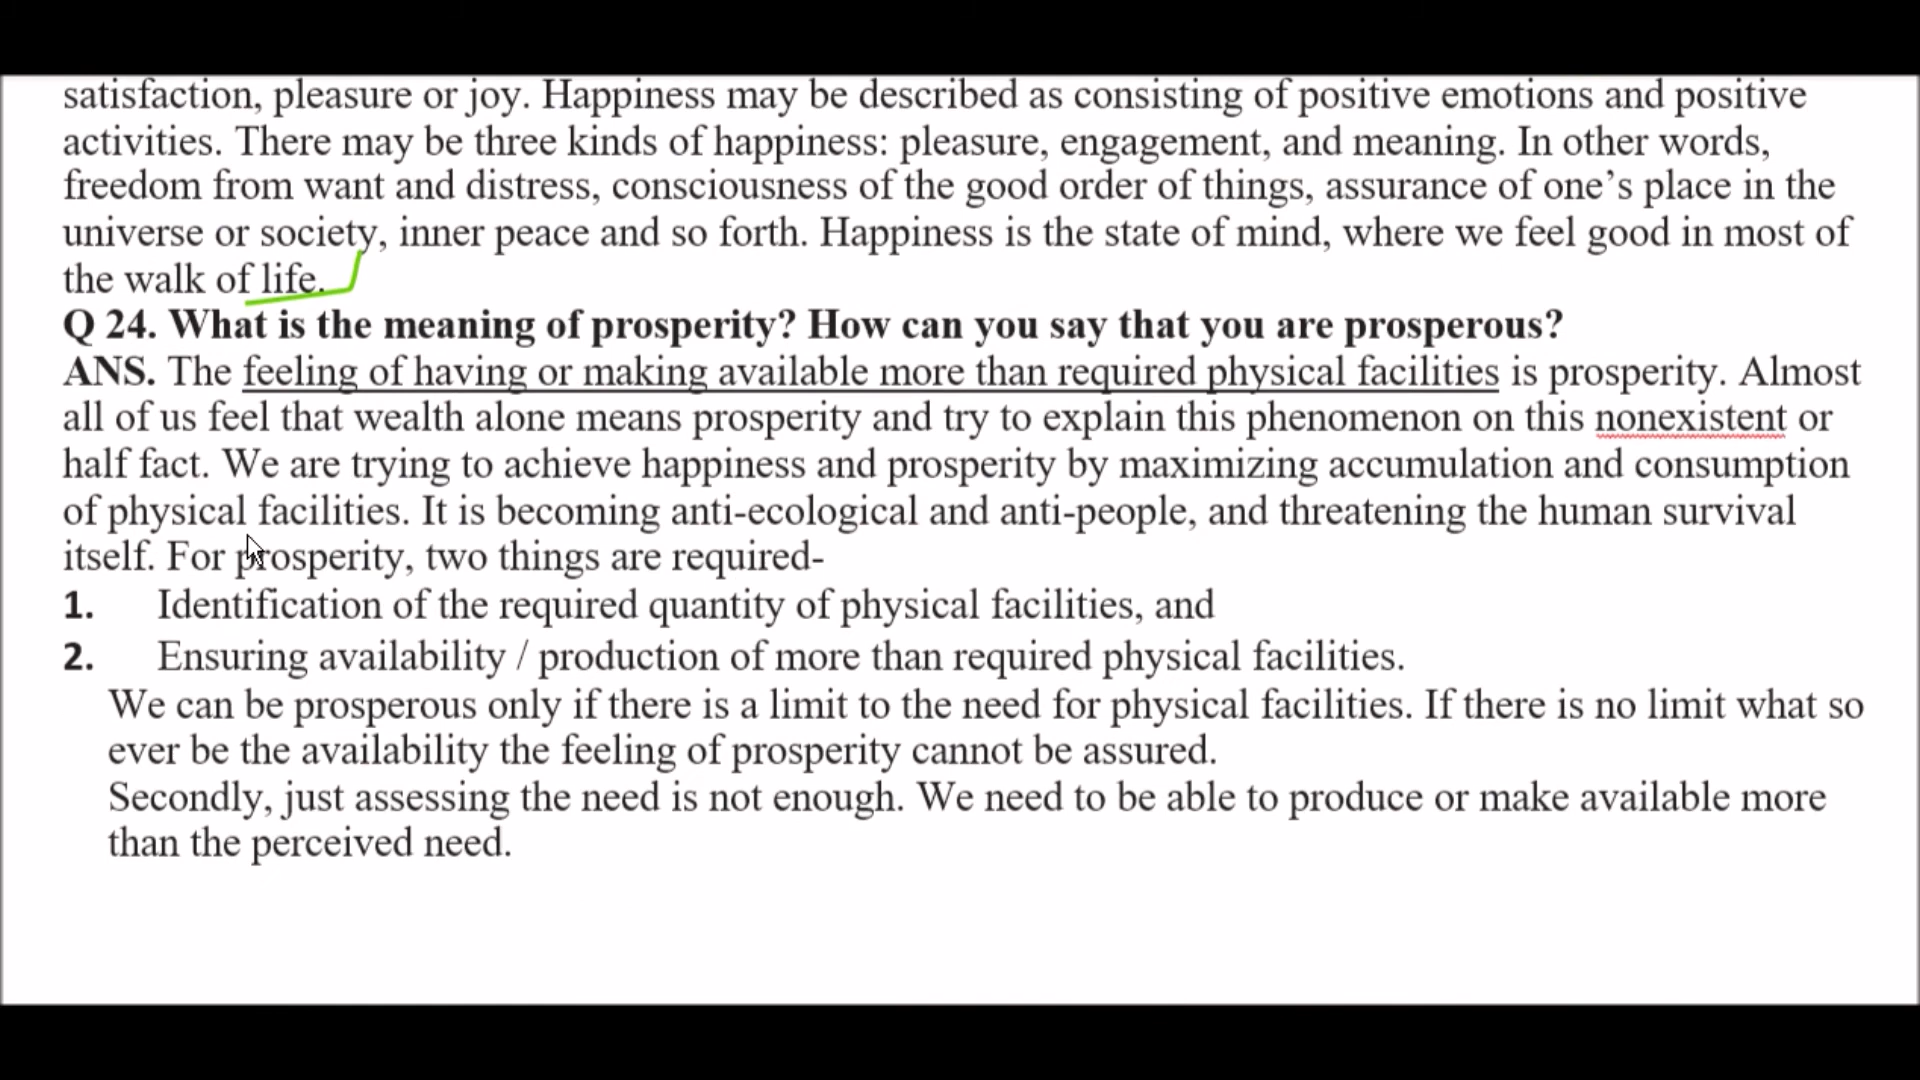 satisfaction, pleasure or joy. Happiness may be described as consisting of positive emotions and positive
activities. There may be three kinds of happiness: pleasure, engagement, and meaning. In other words,
freedom from want and distress, consciousness of the good order of things, assurance of one’s place in the
universe or society, inner peace and so forth. Happiness is the state of mind, where we feel good in most of
the walk of life.
Q 24. What is the meaning of prosperity? How can you say that you are prosperous?
ANS. The feeling of having or making available more than required physical facilities is prosperity. Almost
all of us feel that wealth alone means prosperity and try to explain this phenomenon on this nonexistent or
half fact. We are trying to achieve happiness and prosperity by maximizing accumulation and consumption
of physical facilities. It is becoming anti-ecological and anti-people, and threatening the human survival
itself. For prosperity, two things are required-
1. Identification of the required quantity of physical facilities, and
2. Ensuring availability / production of more than required physical facilities.
We can be prosperous only if there is a limit to the need for physical facilities. If there is no limit what so
ever be the availability the feeling of prosperity cannot be assured.
Secondly, just assessing the need is not enough. We need to be able to produce or make available more
than the perceived need.